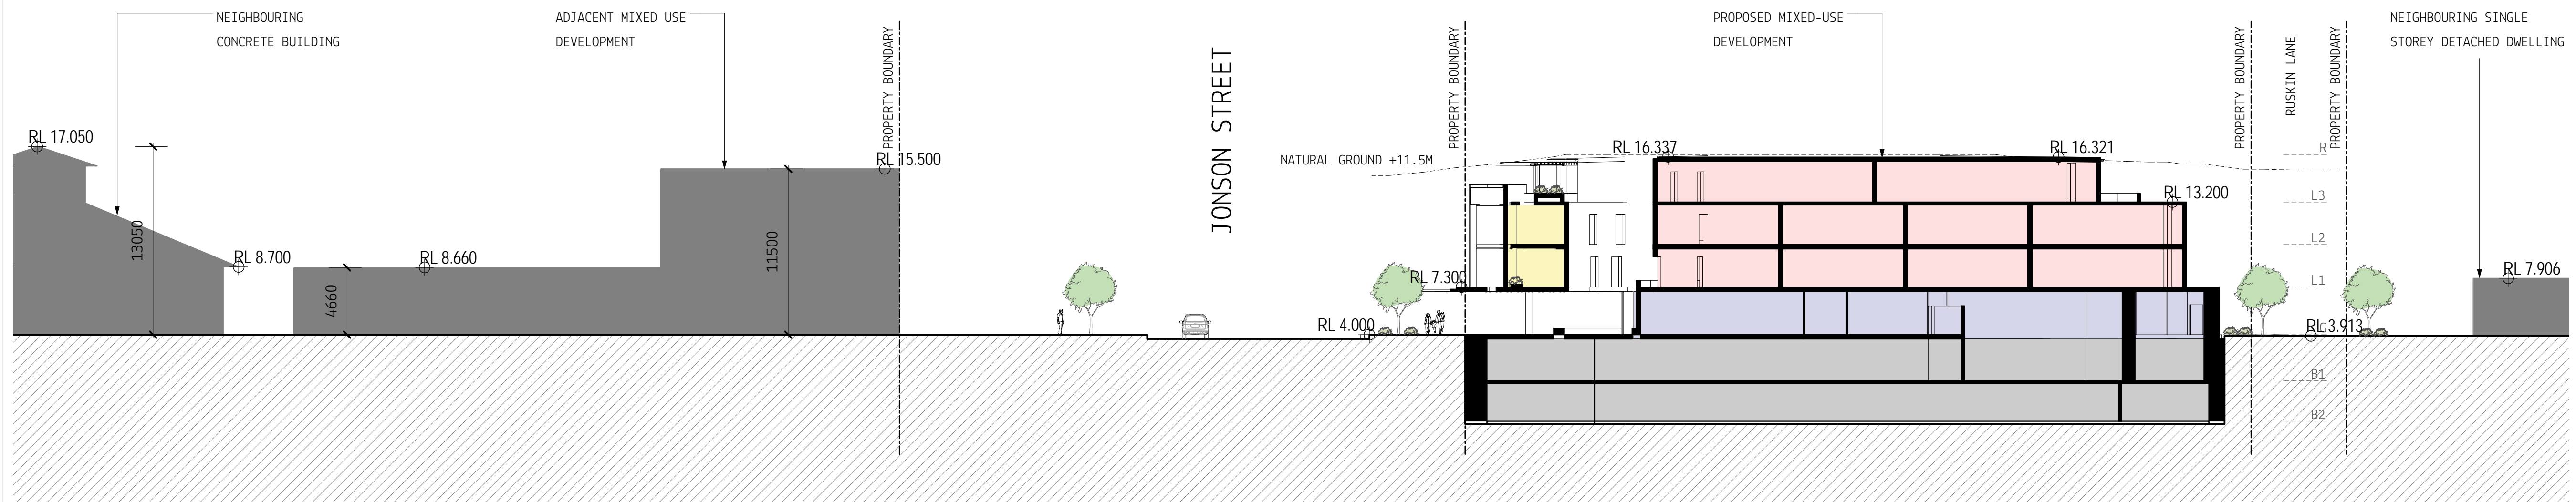 NEIGHBOURING
CONCRETE BUILDING
ADJACENT MIXED USE
DEVELOPMENT
PROPERTY BOUNDARY
JONSON STREET
PROPERTY BOUNDARY
PROPOSED MIXED-USE
DEVELOPMENT
PROPERTY BOUNDARY
RUSKIN LANE
PROPERTY BOUNDARY
NEIGHBOURING SINGLE
STOREY DETACHED DWELLING
RL 17.050
RL 15.500
NATURAL GROUND +11.5M
RL 16.337
RL 16.321
R
L3
RL 13.200
13050
11500
L2
RL 8.700
RL 8.660
4660
RL 7.300
L1
RL 7.906
RL 4.000
G
RL 3.913
B1
B2